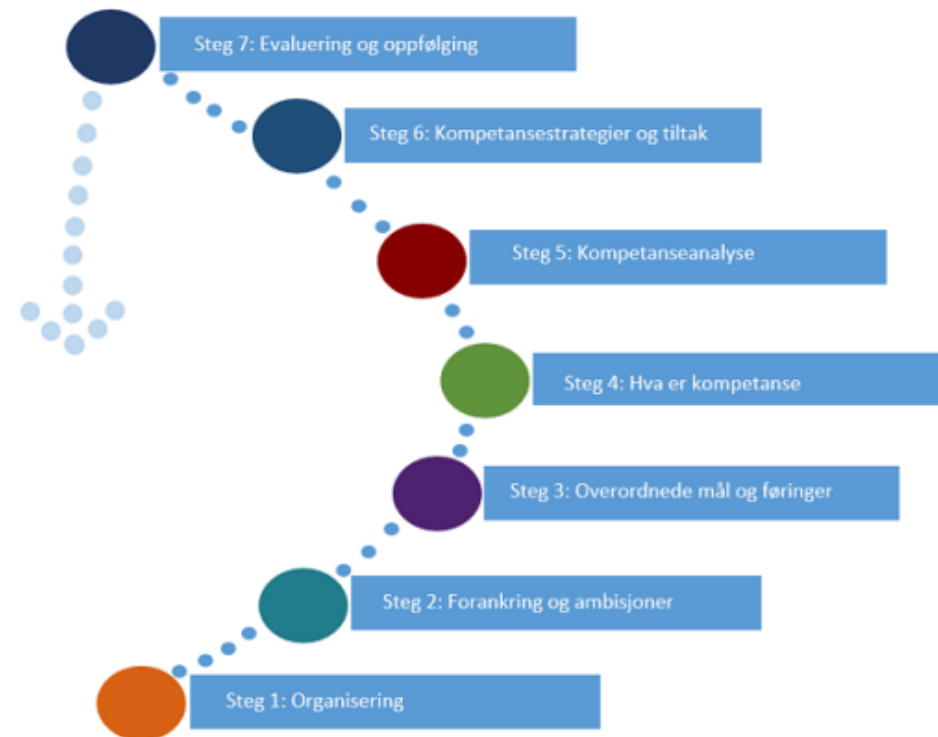 Steg 7: Evaluering og oppfølging
Steg 6: Kompetansestrategier og tiltak
Steg 5: Kompetanseanalyse
Steg 4: Hva er kompetanse
Steg 3: Overordnede mål og føringer
Steg 2: Forankring og ambisjoner
Steg 1: Organisering